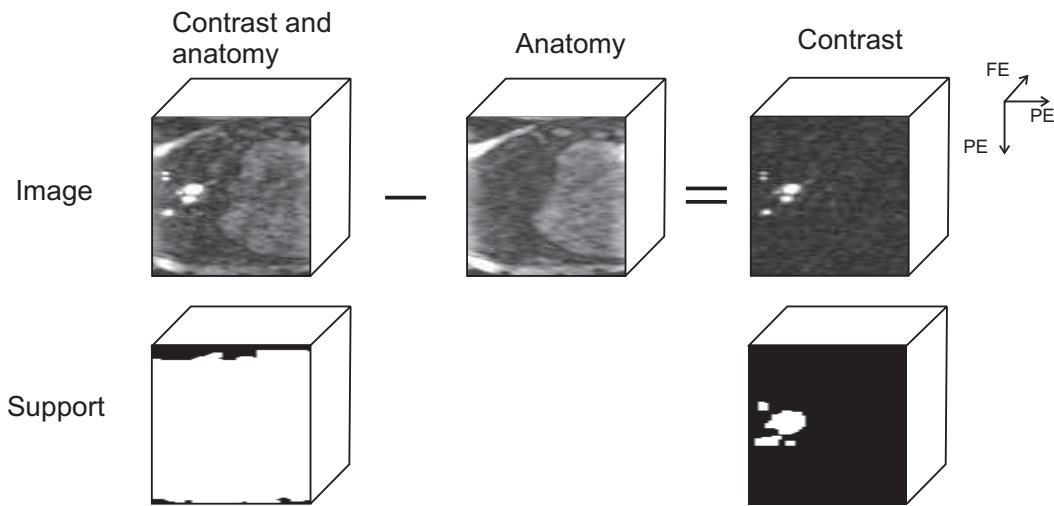 Contrast and
anatomy
Anatomy
Contrast
FE
PE
PE
Image
Support